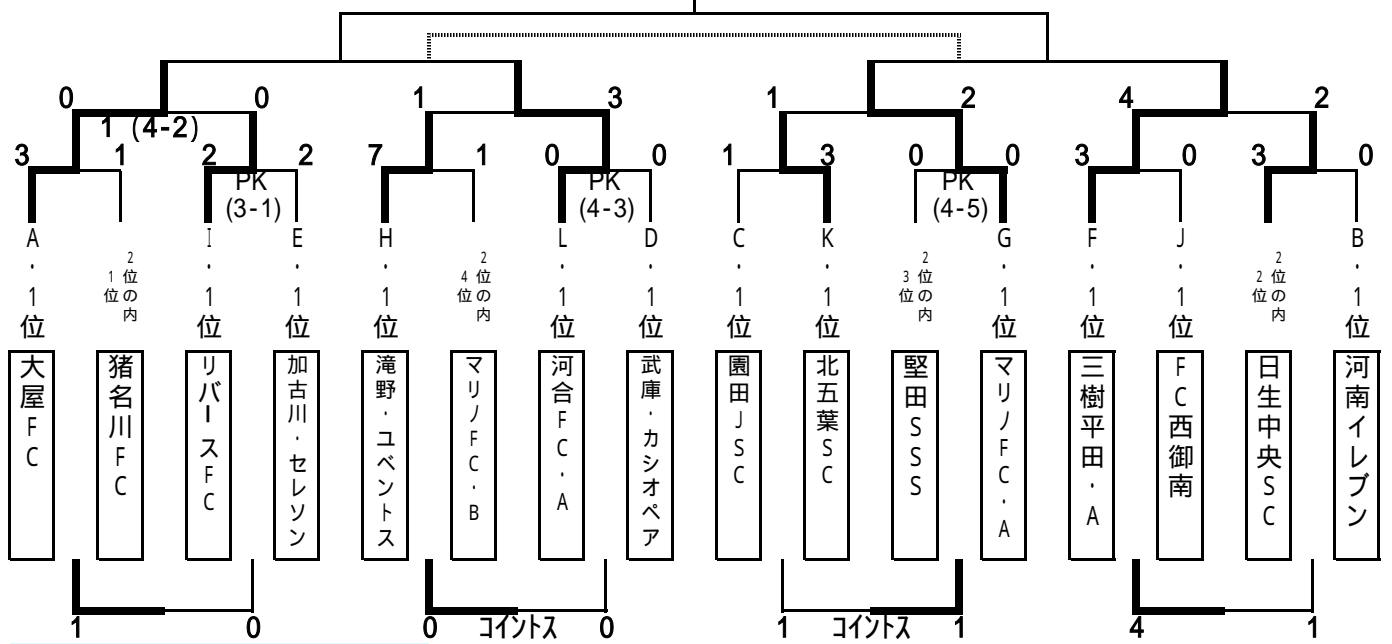 0 0 1 3 1 2 4 2
1 (4-2)
3 1 2 2 7 1 0 0 1 3 0 0 3 0 3 0
PK PK PK
(3-1) (4-3) (4-5)
A・1位
2位の内
1位
I・1位
E・1位
H・1位
2位の内
4位
L・1位
D・1位
C・1位
K・1位
2位の内
3位
G・1位
F・1位
J・1位
2位の内
2位
B・1位
大屋FC
猪名川FC
リバースFC
加古川・セレソン
滝野・ユベントス
マリノFC・B
河合FC・A
武庫・カシオペア
園田JSC
北五葉SC
堅田SSS
マリノFC・A
三樹平田・A
FC西御南
日生中央SC
河南イレブン
1 0 0 コイントス 0 1 コイントス 1 4 1